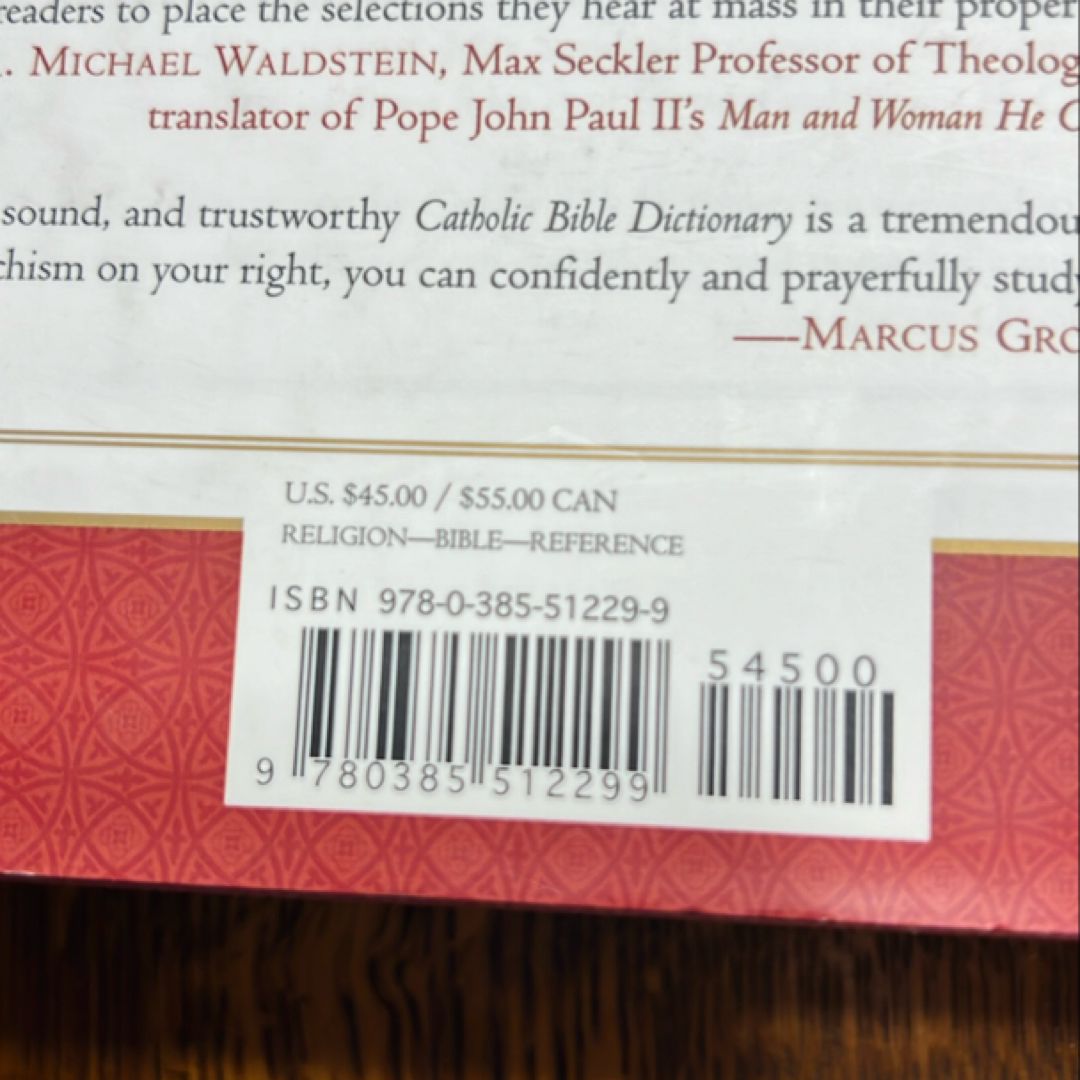 readers to place the selections they hear at mass in their proper
. MICHAEL WALDSTEIN, Max Seckler Professor of Theolog
translator of Pope John Paul II's Man and Woman He C
sound, and trustworthy Catholic Bible Dictionary is a tremendou
chism on your right, you can confidently and prayerfully study
—MARCUS GRO
U.S. $45.00 / $55.00 CAN
RELIGION—BIBLE—REFERENCE
ISBN 978-0-385-51229-9
54500
9 780385 512299